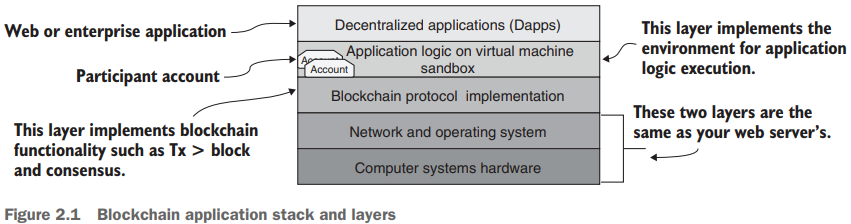 Web or enterprise application
Participant account
This layer implements blockchain
functionality such as Tx > block
and consensus.
Decentralized applications (Dapps)
Application logic on virtual machine
sandbox
Account
Blockchain protocol implementation
Network and operating system
Computer systems hardware
This layer implements the
environment for application
logic execution.
These two layers are the
same as your web server's.
Figure 2.1 Blockchain application stack and layers